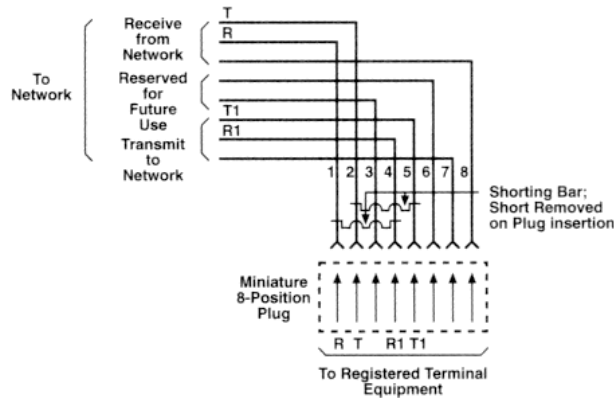 T
Receive
from
Network
R
To
Network
Reserved
for
Future
Use
T1
R1
Transmit
to
Network
1 2 3 4 5 6 7 8
Shorting Bar;
Short Removed
on Plug insertion
Miniature
8-Position
Plug
R T R1 T1
To Registered Terminal
Equipment